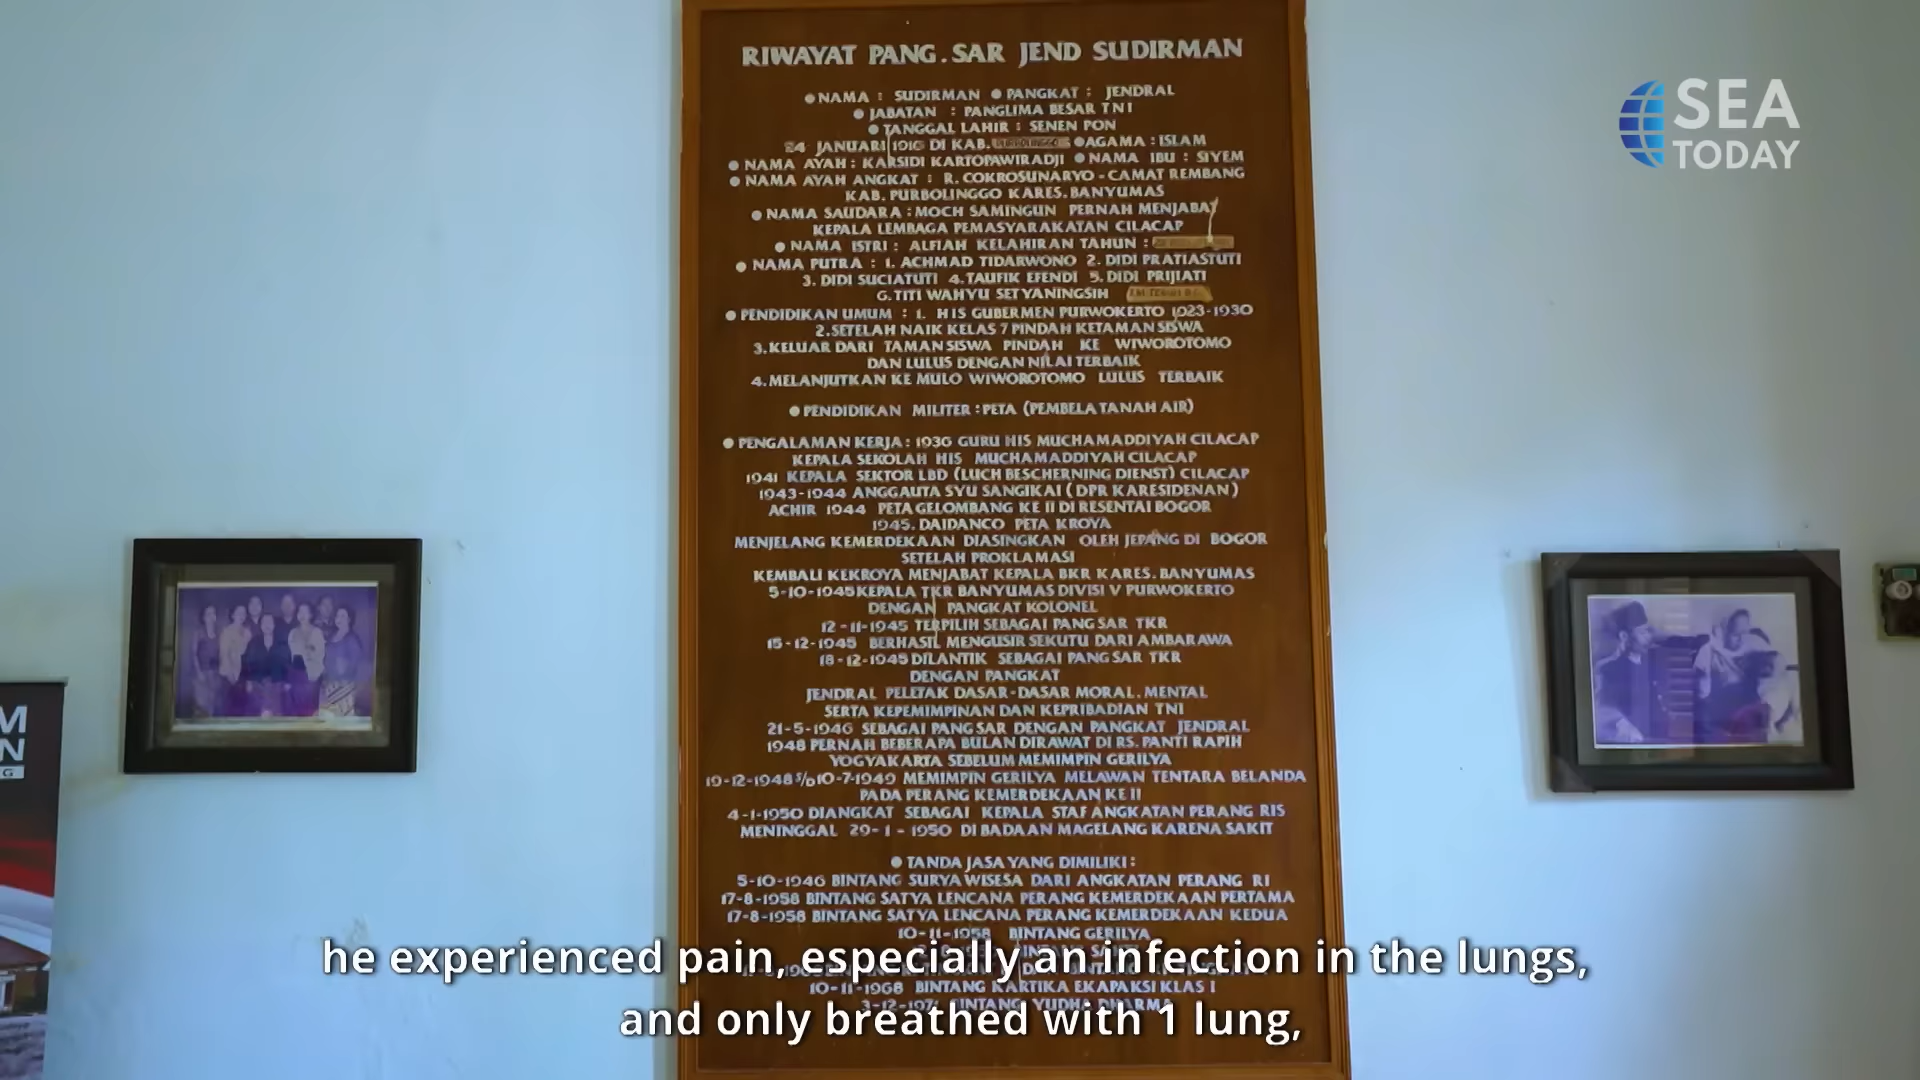 RIWAYAT PANG.SAR JEND SUDIRMAN
SEA
TODAY
●NAMA : SUDIRMAN ●PANGKAT : JENDRAL
●JABATAN : PANGLIMA BESAR TNI
●TANGGAL LAHIR : SENEN PON
24 JANUARI 1916 DI KAB. ●AGAMA : ISLAM
●NAMA AYAH : KARSIDI KARTOPAWIRADJI ●NAMA IBU : SIYEM
●NAMA AYAH ANGKAT : R. COKROSUNARYO - CAMAT REMBANG
KAB. PURBOLINGGO KARES. BANYUMAS
●NAMA SAUDARA : MOCH SAMINGUN PERNAH MENJABAT
KEPALA LEMBAGA PEMASYARAKATAN CILACAP
●NAMA ISTRI : ALFIAH KELAHIRAN TAHUN :
●NAMA PUTRA : 1. ACHMAD TIDARWONO 2. DIDI PRATIASTUTI
3. DIDI SUCIATUTI 4. TAUFIK EFENDI 5. DIDI PRIJIATI
6. TITI WAHYU SETYANINGSIH
●PENDIDIKAN UMUM : 1. HIS GUBERMEN PURWOKERTO 1923-1930
2.SETELAH NAIK KELAS 7 PINDAH KETAMAN SISWA
3.KELUAR DARI TAMAN SISWA PINDAH KE WIWOROTOMO
DAN LULUS DENGAN NILAI TERBAIK
4.MELANJUTKAN KE MULO WIWOROTOMO LULUS TERBAIK
●PENDIDIKAN MILITER : PETA (PEMBELA TANAH AIR)
●PENGALAMAN KERJA : 1936 GURU HIS MUCHAMADDIYAH CILACAP
KEPALA SEKOLAH HIS MUCHAMADDIYAH CILACAP
1941 KEPALA SEKTOR LBD (LUCH BESCHERNING DIENST) CILACAP
1943-1944 ANGGAUTA SYU SANGIKAI (DPR KARESIDENAN)
ACHIR 1944 PETA GELOMBANG KE II DI RESENTAI BOGOR
1945. DAIDANCO PETA KROYA
MENJELANG KEMERDEKAAN DIASINGKAN OLEH JEPANG DI BOGOR
SETELAH PROKLAMASI
KEMBALI KEKROYA MENJABAT KEPALA BKR KARES. BANYUMAS
5-10-1945 KEPALA TKR BANYUMAS DIVISI V PURWOKERTO
DENGAN PANGKAT KOLONEL
12-11-1945 TERPILIH SEBAGAI PANG SAR TKR
15-12-1945 BERHASIL MENGUSIR SEKUTU DARI AMBARAWA
18-12-1945 DILANTIK SEBAGAI PANG SAR TKR
DENGAN PANGKAT
JENDRAL PELETAK DASAR-DASAR MORAL. MENTAL
SERTA KEPEMIMPINAN DAN KEPRIBADIAN TNI
21-5-1946 SEBAGAI PANG SAR DENGAN PANGKAT JENDRAL
1948 PERNAH BEBERAPA BULAN DIRAWAT DI RS. PANTI RAPIH
YOGYAKARTA SEBELUM MEMIMPIN GERILYA
19-12-1948 S/D 10-7-1949 MEMIMPIN GERILYA MELAWAN TENTARA BELANDA
PADA PERANG KEMERDEKAAN KE II
4-1-1950 DIANGKAT SEBAGAI KEPALA STAF ANGKATAN PERANG RIS
MENINGGAL 29-1-1950 DI BADAAN MAGELANG KARENA SAKIT
●TANDA JASA YANG DIMILIKI :
5-10-1946 BINTANG SURYA WISESA DARI ANGKATAN PERANG RI
17-8-1958 BINTANG SATYA LENCANA PERANG KEMERDEKAAN PERTAMA
17-8-1958 BINTANG SATYA LENCANA PERANG KEMERDEKAAN KEDUA
10-11-1958 BINTANG GERILYA
10-11-1968 BINTANG KARTIKA EKAPAKSI KLAS I
BINTANG YUDHA DHARMA
M
N
G
he experienced pain, especially an infection in the lungs,
and only breathed with 1 lung,